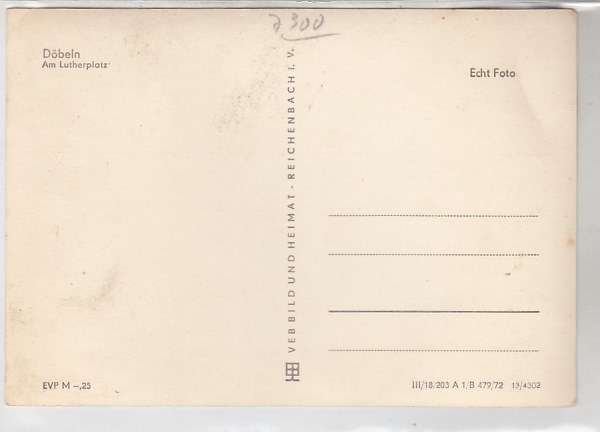 7300
Döbeln
Am Lutherplatz
Echt Foto
VEB BILD UND HEIMAT - REICHENBACH I. V.
EVP M -,25
III/18/203 A 1/B 479/72 13/4302